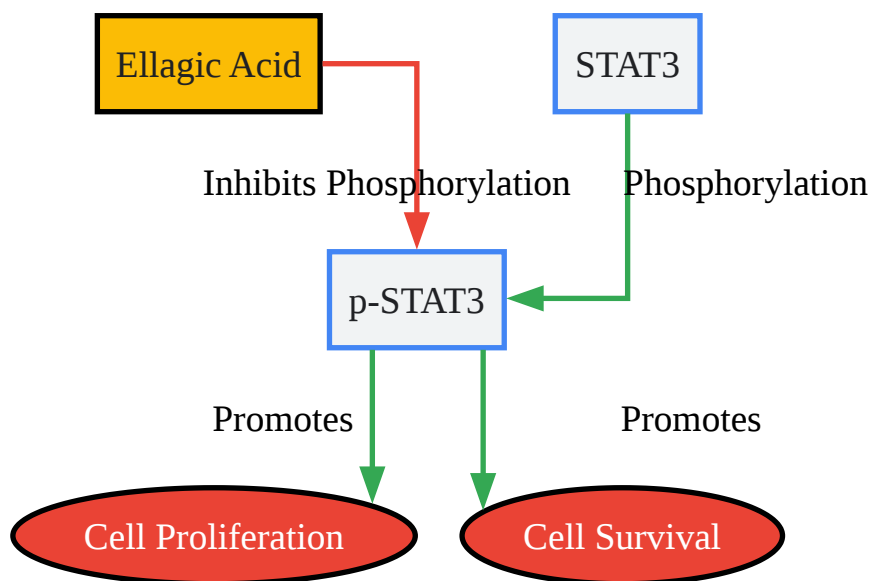 Ellagic Acid
STAT3
Inhibits Phosphorylation
Phosphorylation
p-STAT3
Promotes
Promotes
Cell Proliferation
Cell Survival